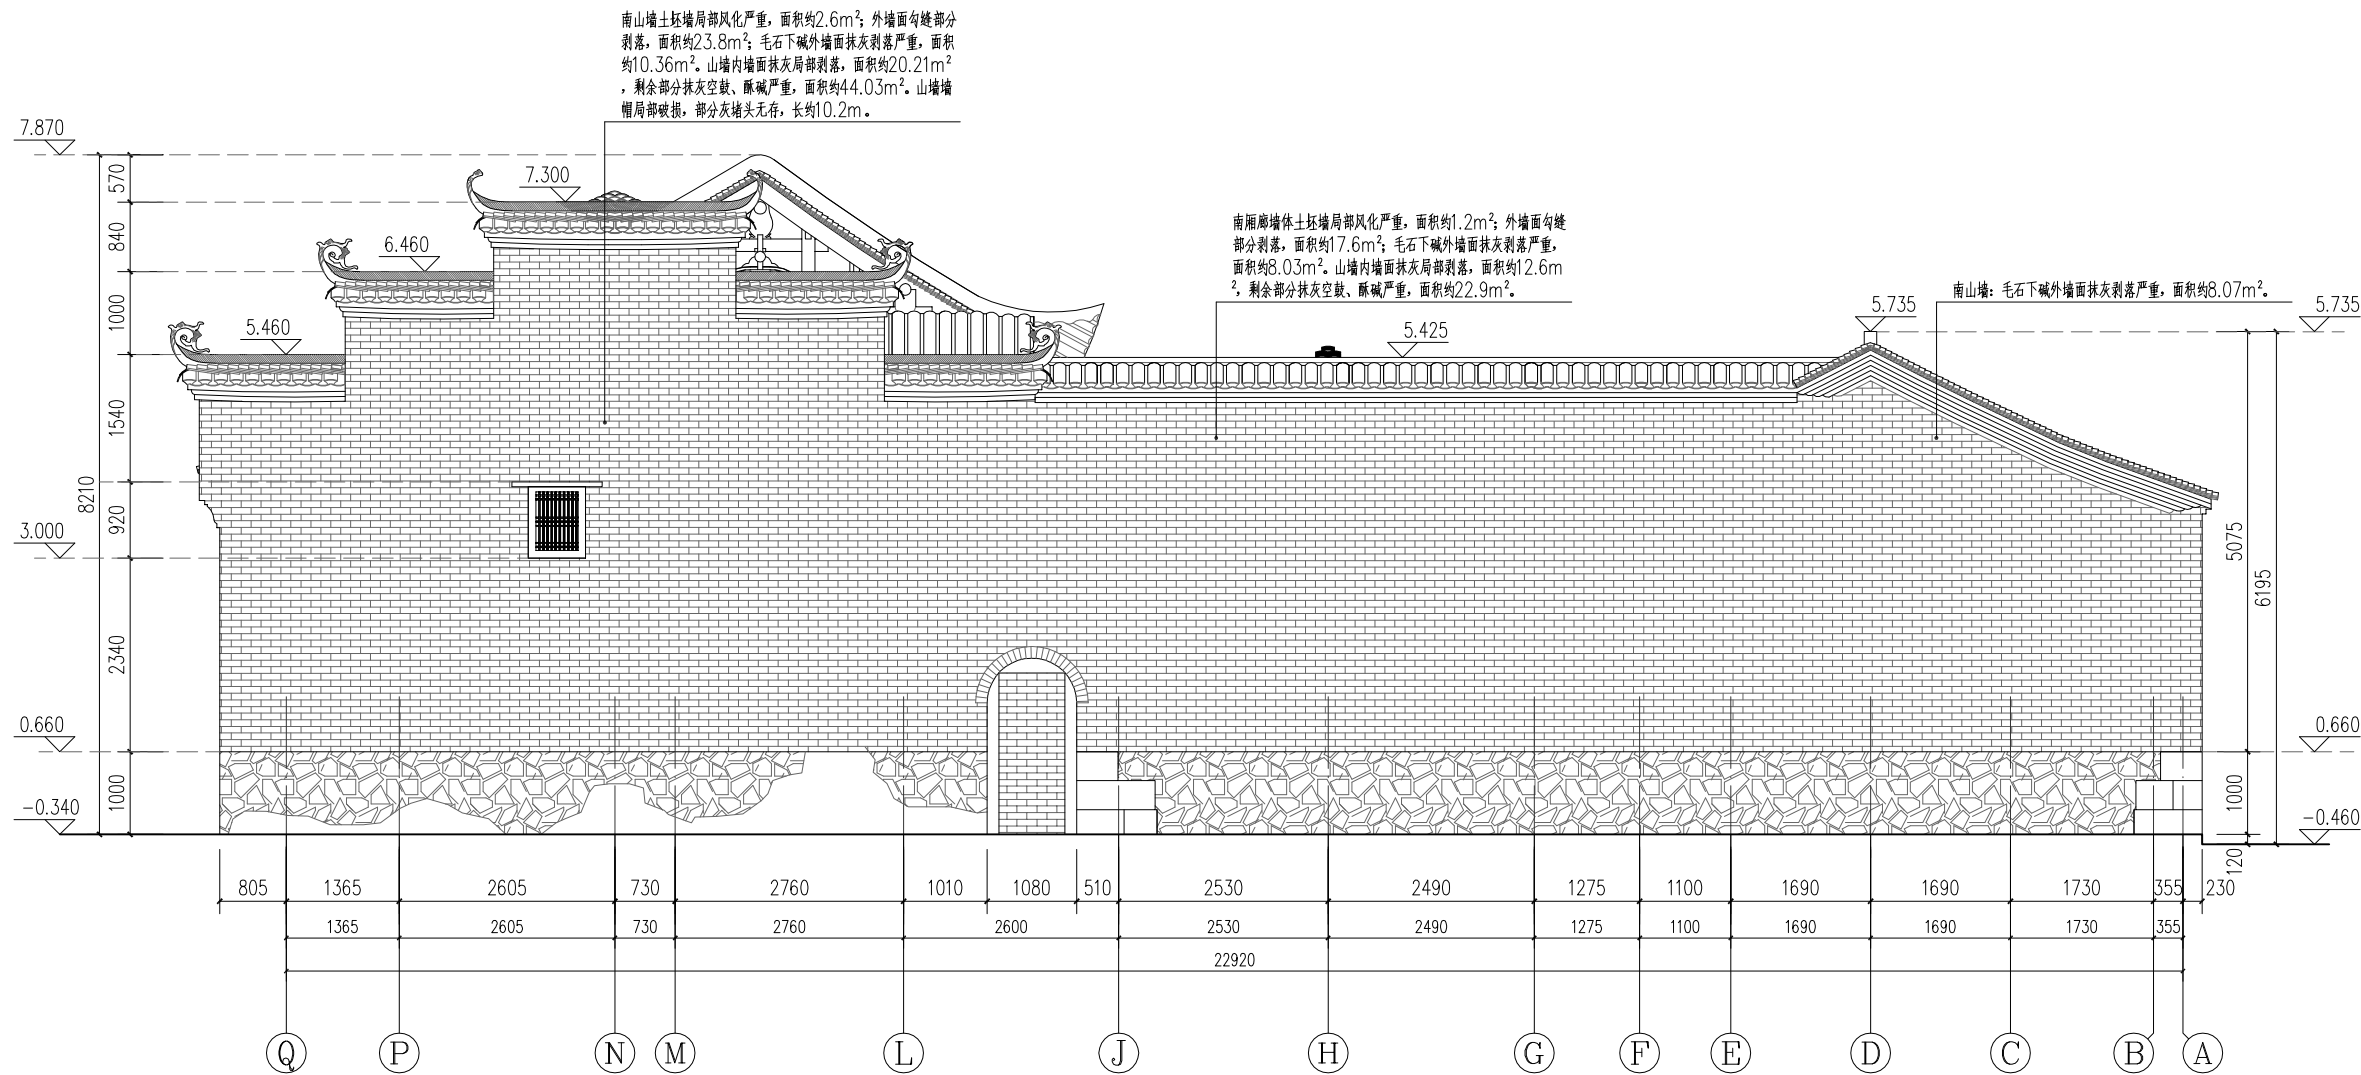 南山墙土坯墙局部风化严重，面积约2.6m²；外墙面勾缝部分
剥落，面积约23.8m²；毛石下碱外墙面抹灰剥落严重，面积
约10.36m²。山墙内墙面抹灰局部剥落，面积约20.21m²
，剩余部分抹灰空鼓、酥碱严重，面积约44.03m²。山墙墙
帽局部破损，部分灰堵头无存，长约10.2m。
南厢廊墙体土坯墙局部风化严重，面积约1.2m²；外墙面勾缝
部分剥落，面积约17.6m²；毛石下碱外墙面抹灰剥落严重，
面积约8.03m²。山墙内墙面抹灰局部剥落，面积约12.6m
²，剩余部分抹灰空鼓、酥碱严重，面积约22.9m²。
南山墙：毛石下碱外墙面抹灰剥落严重，面积约8.07m²。
7.870
7.300
6.460
5.460
5.425
5.735
5.735
3.000
0.660
-0.340
0.660
-0.460
570
840
1000
1540
920
2340
1000
8210
5075
1000
120
6195
805 1365 2605 730 2760 1010 1080 510 2530 2490 1275 1100 1690 1690 1730 355 230
1365 2605 730 2760 2600 2530 2490 1275 1100 1690 1690 1730 355
22920
Q P N M L J H G F E D C B A